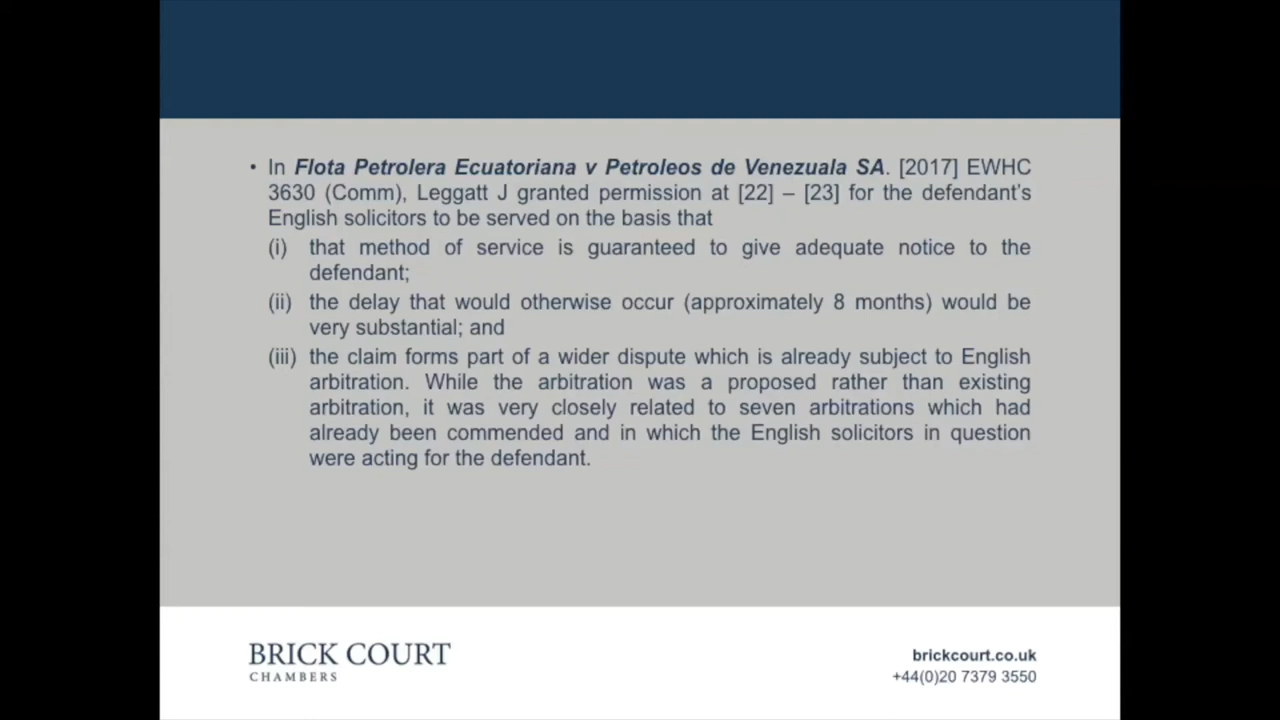 • In Flota Petrolera Ecuatoriana v Petroleos de Venezuala SA. [2017] EWHC
3630 (Comm), Leggatt J granted permission at [22] – [23] for the defendant's
English solicitors to be served on the basis that
(i) that method of service is guaranteed to give adequate notice to the
defendant;
(ii) the delay that would otherwise occur (approximately 8 months) would be
very substantial; and
(iii) the claim forms part of a wider dispute which is already subject to English
arbitration. While the arbitration was a proposed rather than existing
arbitration, it was very closely related to seven arbitrations which had
already been commended and in which the English solicitors in question
were acting for the defendant.
BRICK COURT
CHAMBERS
brickcourt.co.uk
+44(0)20 7379 3550